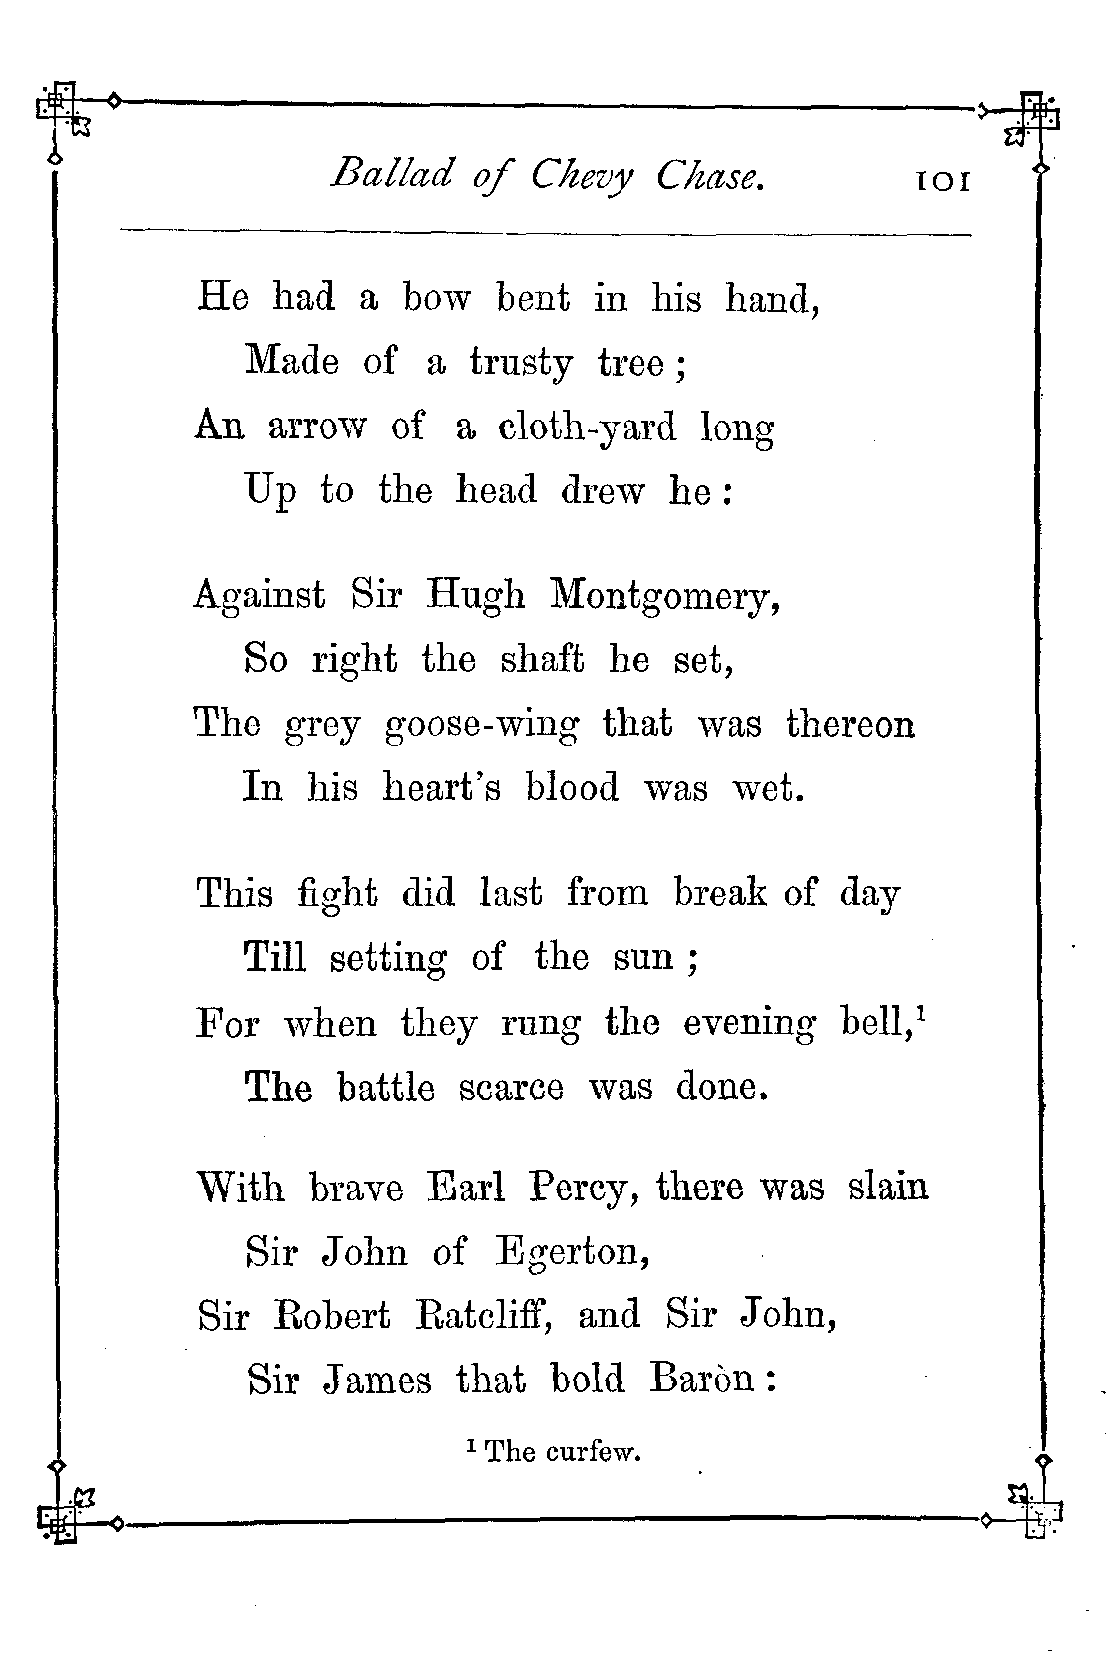 Ballad of Chevy Chase. 101
He had a bow bent in his hand,
Made of a trusty tree ;
An arrow of a cloth-yard long
Up to the head drew he :
Against Sir Hugh Montgomery,
So right the shaft he set,
The grey goose-wing that was thereon
In his heart's blood was wet.
This fight did last from break of day
Till setting of the sun ;
For when they rung the evening bell,¹
The battle scarce was done.
With brave Earl Percy, there was slain
Sir John of Egerton,
Sir Robert Ratcliff, and Sir John,
Sir James that bold Baròn :
¹ The curfew.